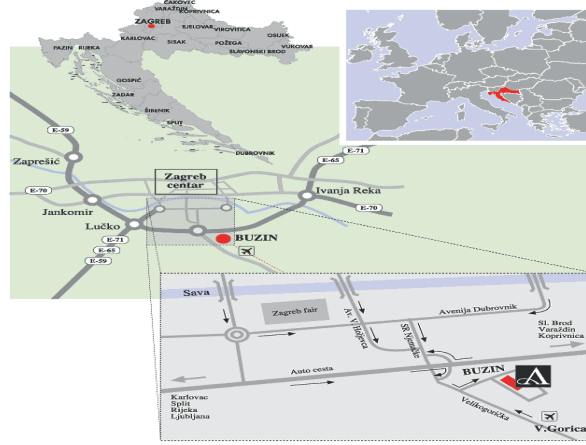 ČAKOVEC
VARAŽDIN
KOPRIVNICA
ZAGREB
BJELOVAR
VIROVITICA
OSIJEK
KARLOVAC
SISAK
POŽEGA
VUKOVAR
SLAVONSKI BROD
PAZIN
RIJEKA
GOSPIĆ
ZADAR
ŠIBENIK
SPLIT
DUBROVNIK
E-59
E-71
E-65
Zaprešić
Zagreb
centar
E-70
Ivanja Reka
E-70
Jankomir
Lučko
BUZIN
E-71
E-65
E-59
Sava
Zagreb fair
Av. V. Holjevca
SR Njemačke
Avenija Dubrovnik
Sl. Brod
Varaždin
Koprivnica
Auto cesta
BUZIN
A
Karlovac
Split
Rijeka
Ljubljana
Velikogorička
V.Gorica